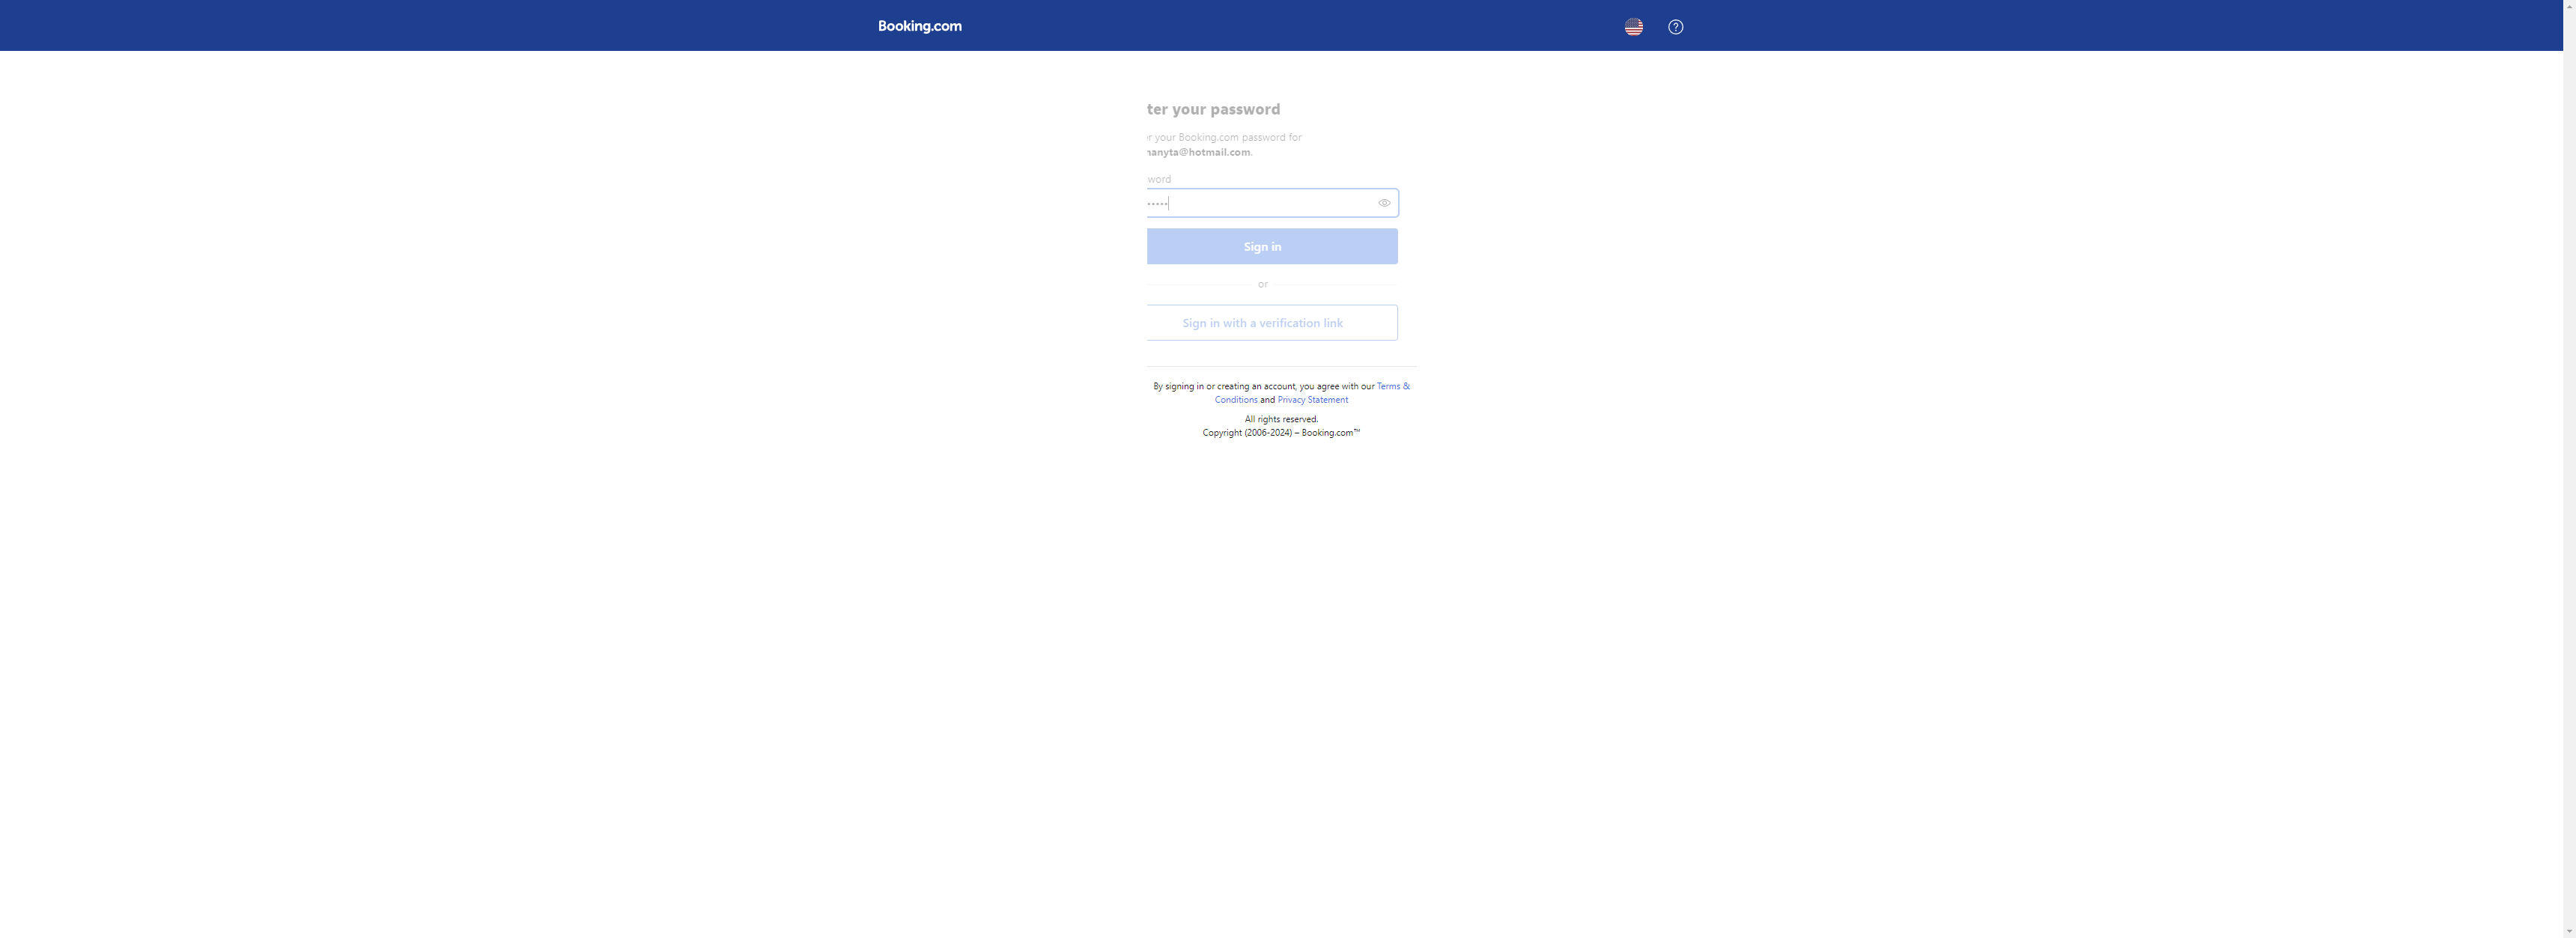 Booking.com
ter your password
your Booking.com password for
nanyta@hotmail.com.
word
Sign in
or
Sign in with a verification link
By signing in or creating an account, you agree with our Terms &
Conditions and Privacy Statement
All rights reserved.
Copyright (2006-2024) – Booking.com™